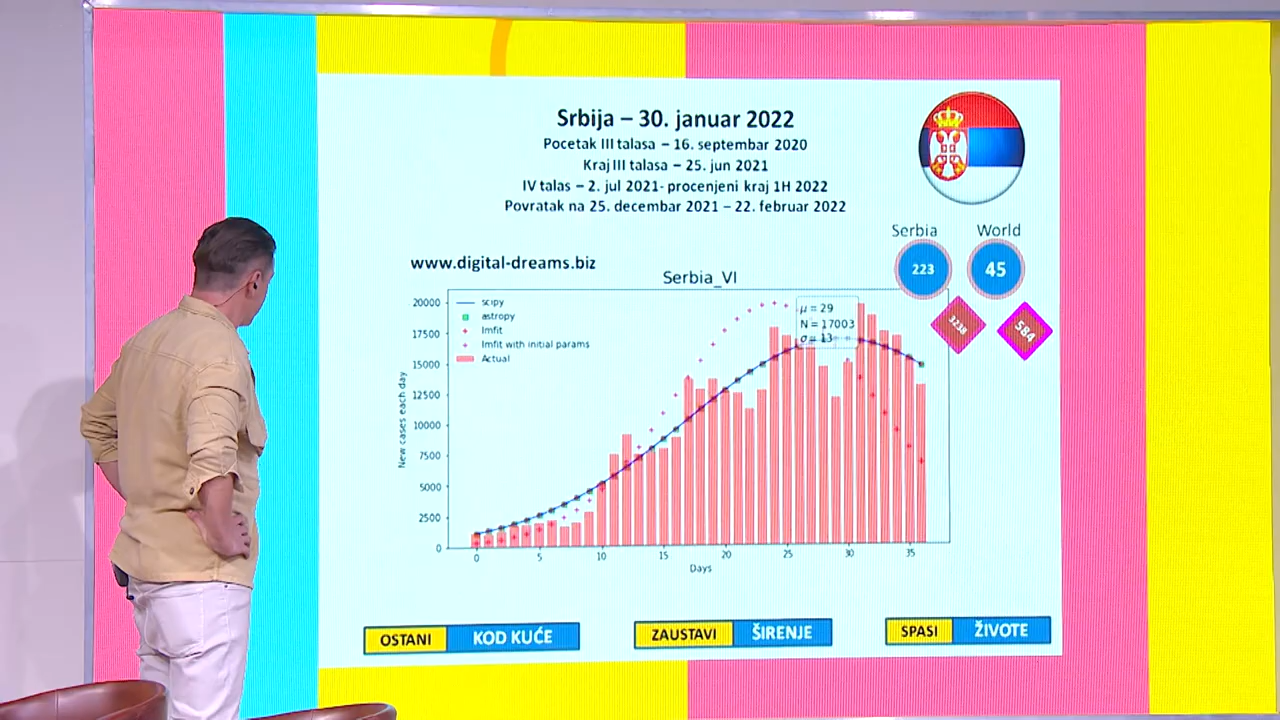 Srbija – 30. januar 2022
Pocetak III talasa – 16. septembar 2020
Kraj III talasa – 25. jun 2021
IV talas – 2. jul 2021- procenjeni kraj 1H 2022
Povratak na 25. decembar 2021 – 22. februar 2022
Serbia
World
223
45
3238
584
www.digital-dreams.biz
Serbia_VI
scipy
astropy
lmfit
lmfit with initial params
Actual
μ = 29
N = 17003
σ = 13
New cases each day
20000
17500
15000
12500
10000
7500
5000
2500
0
0 5 10 15 20 25 30 35
Days
OSTANI KOD KUĆE
ZAUSTAVI ŠIRENJE
SPASI ŽIVOTE